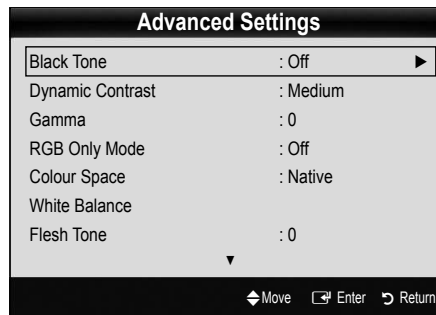 Advanced Settings
Black Tone : Off ▶
Dynamic Contrast : Medium
Gamma : 0
RGB Only Mode : Off
Colour Space : Native
White Balance
Flesh Tone : 0
▼
Move Enter Return